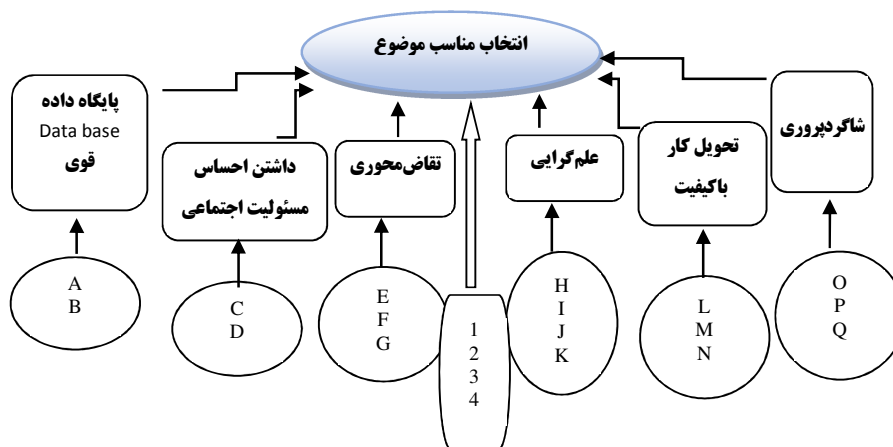 انتخاب مناسب موضوع
پایگاه داده
Data base
قوی
داشتن احساس
مسئولیت اجتماعی
تقاض‌محوری
علم‌گرایی
تحویل کار
باکیفیت
شاگردپروری
A
B
C
D
E
F
G
1
2
3
4
H
I
J
K
L
M
N
O
P
Q